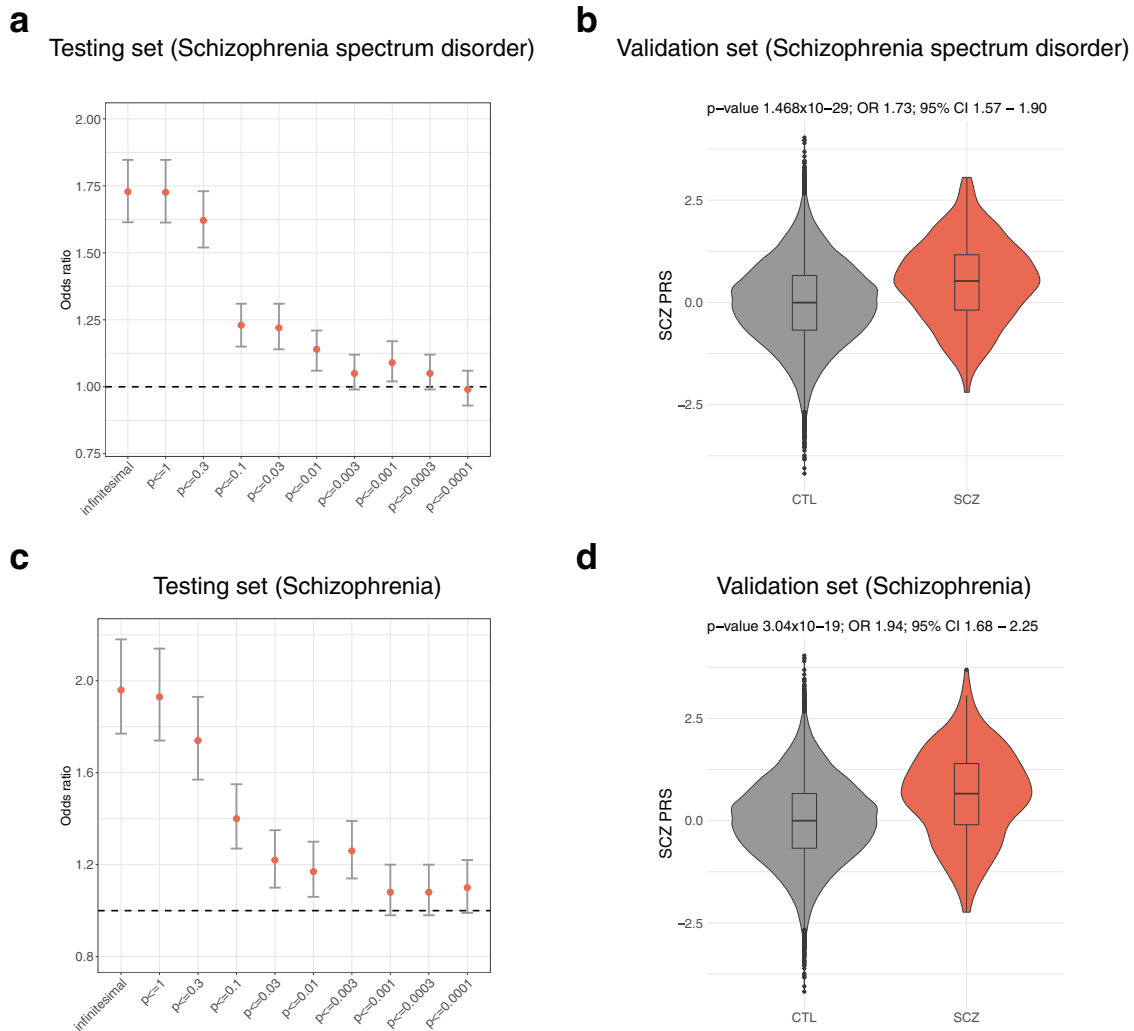 a
Testing set (Schizophrenia spectrum disorder)
2.00
1.75
1.50
1.25
1.00
0.75
Odds ratio
infinitesimal
p<=1
p<=0.3
p<=0.1
p<=0.03
p<=0.01
p<=0.003
p<=0.001
p<=0.0003
p<=0.0001
b
Validation set (Schizophrenia spectrum disorder)
p−value 1.468x10−29; OR 1.73; 95% CI 1.57 − 1.90
2.5
0.0
−2.5
SCZ PRS
CTL
SCZ
c
Testing set (Schizophrenia)
2.0
1.6
1.2
0.8
Odds ratio
infinitesimal
p<=1
p<=0.3
p<=0.1
p<=0.03
p<=0.01
p<=0.003
p<=0.001
p<=0.0003
p<=0.0001
d
Validation set (Schizophrenia)
p−value 3.04x10−19; OR 1.94; 95% CI 1.68 − 2.25
2.5
0.0
−2.5
SCZ PRS
CTL
SCZ